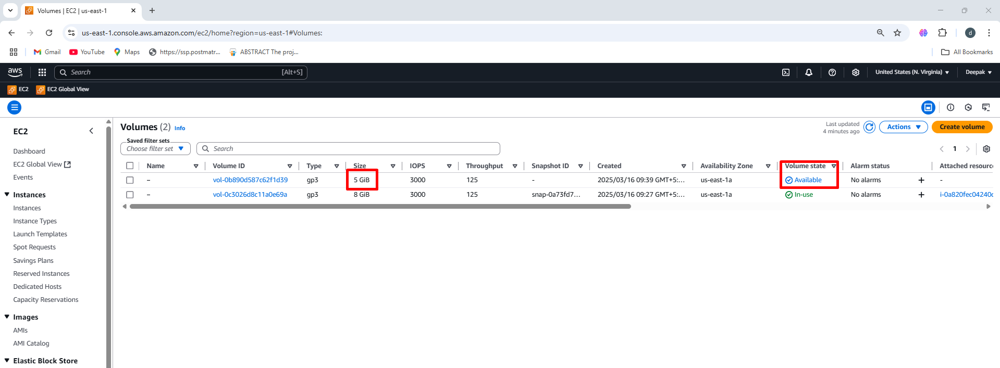 Volumes | EC2 | us-east-1
us-east-1.console.aws.amazon.com/ec2/home?region=us-east-1#Volumes:
d
Gmail YouTube Maps https://ssp.postmatr... ABSTRACT The proj... All Bookmarks
aws Search [Alt+S] United States (N. Virginia) Deepak
EC2 EC2 Global View
EC2
Dashboard
EC2 Global View
Events
Instances
Instances
Instance Types
Launch Templates
Spot Requests
Savings Plans
Reserved Instances
Dedicated Hosts
Capacity Reservations
Images
AMIs
AMI Catalog
Elastic Block Store
Volumes (2) Info
Last updated
4 minutes ago
Actions Create volume
Saved filter sets
Choose filter set Search 1
Name Volume ID Type Size IOPS Throughput Snapshot ID Created Availability Zone Volume state Alarm status Attached resourc
– vol-0b890d587c62f1d39 gp3 5 GiB 3000 125 - 2025/03/16 09:39 GMT+5:... us-east-1a Available No alarms + -
– vol-0c3026d8c11a0e69a gp3 8 GiB 3000 125 snap-0a73fd7... 2025/03/16 09:27 GMT+5:... us-east-1a In-use No alarms + i-0a820fec04240c